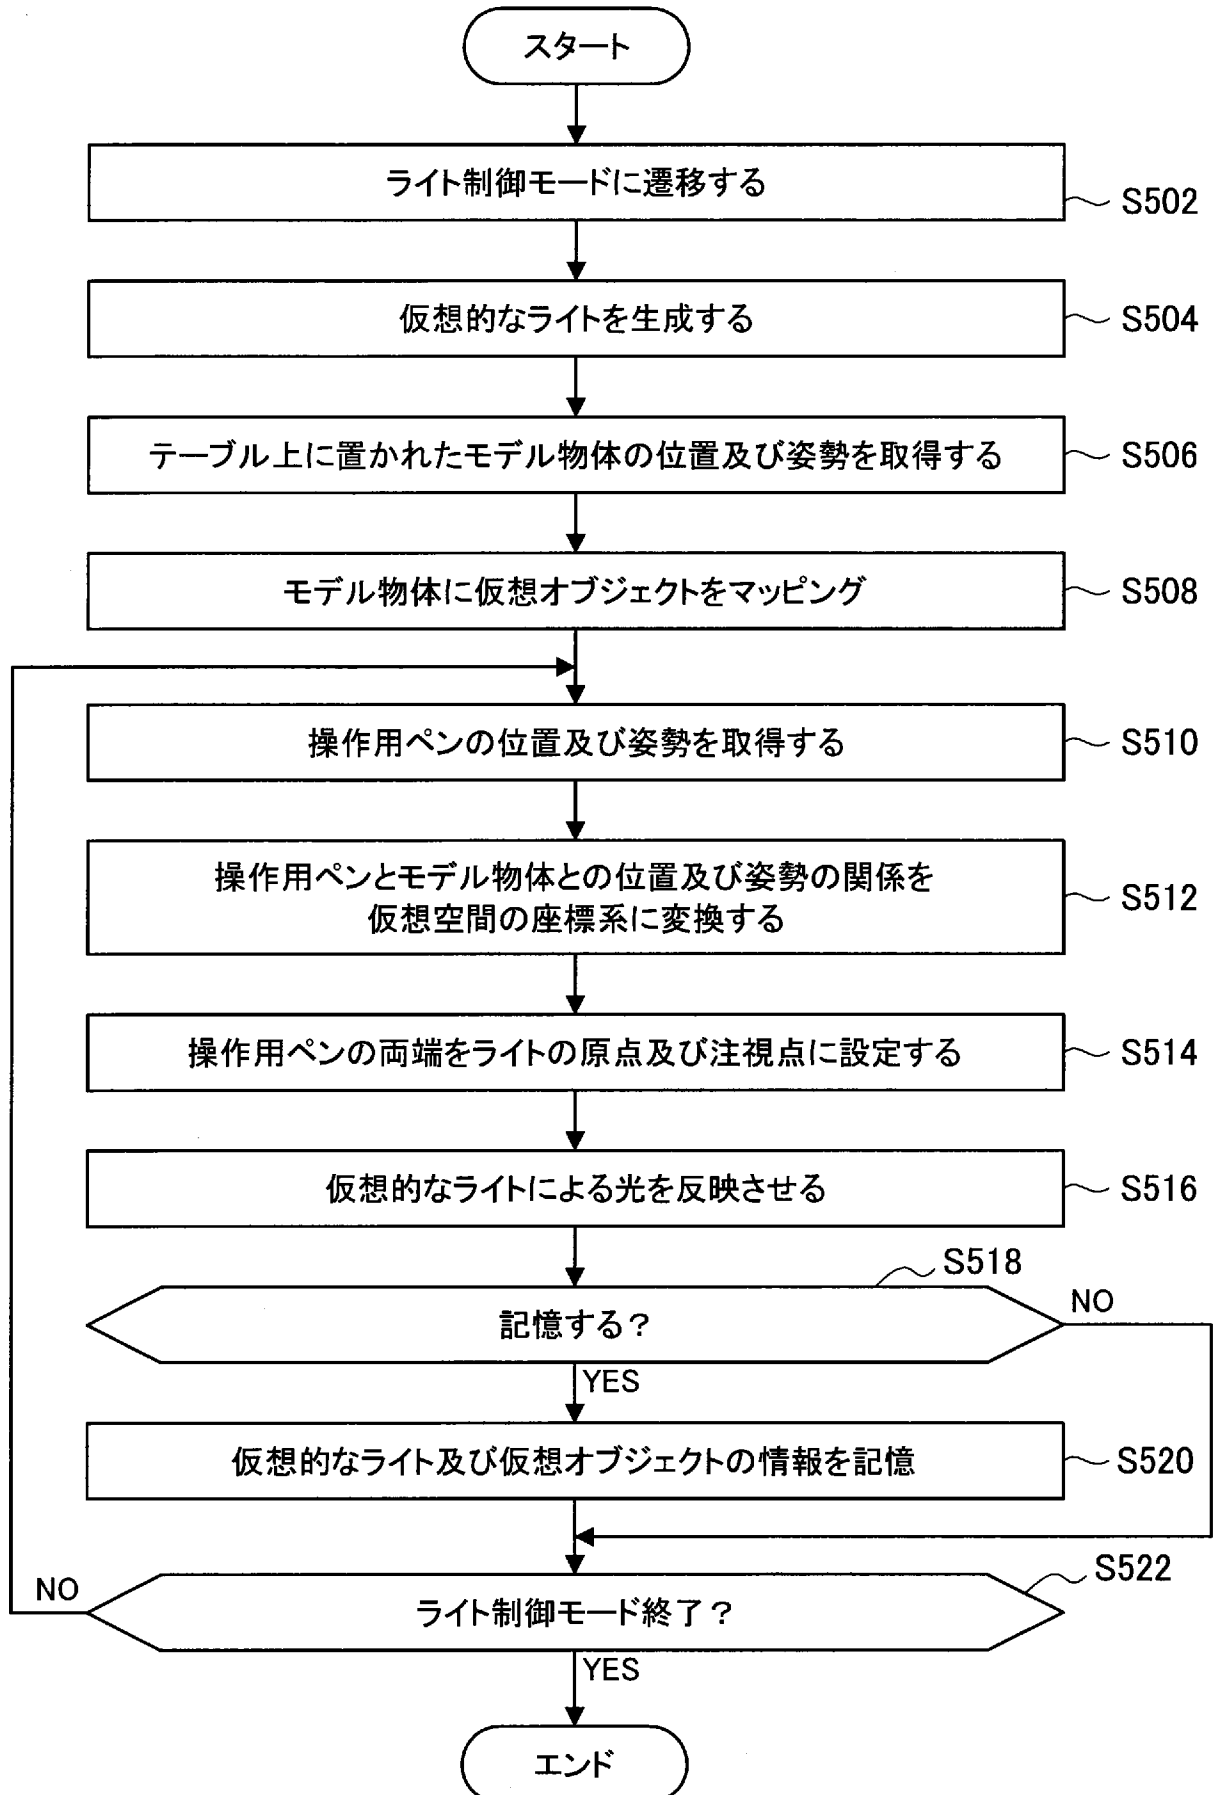 スタート
ライト制御モードに遷移する
S502
仮想的なライトを生成する
S504
テーブル上に置かれたモデル物体の位置及び姿勢を取得する
S506
モデル物体に仮想オブジェクトをマッピング
S508
操作用ペンの位置及び姿勢を取得する
S510
操作用ペンとモデル物体との位置及び姿勢の関係を
仮想空間の座標系に変換する
S512
操作用ペンの両端をライトの原点及び注視点に設定する
S514
仮想的なライトによる光を反映させる
S516
S518
記憶する?
NO
YES
仮想的なライト及び仮想オブジェクトの情報を記憶
S520
S522
NO
ライト制御モード終了?
YES
エンド